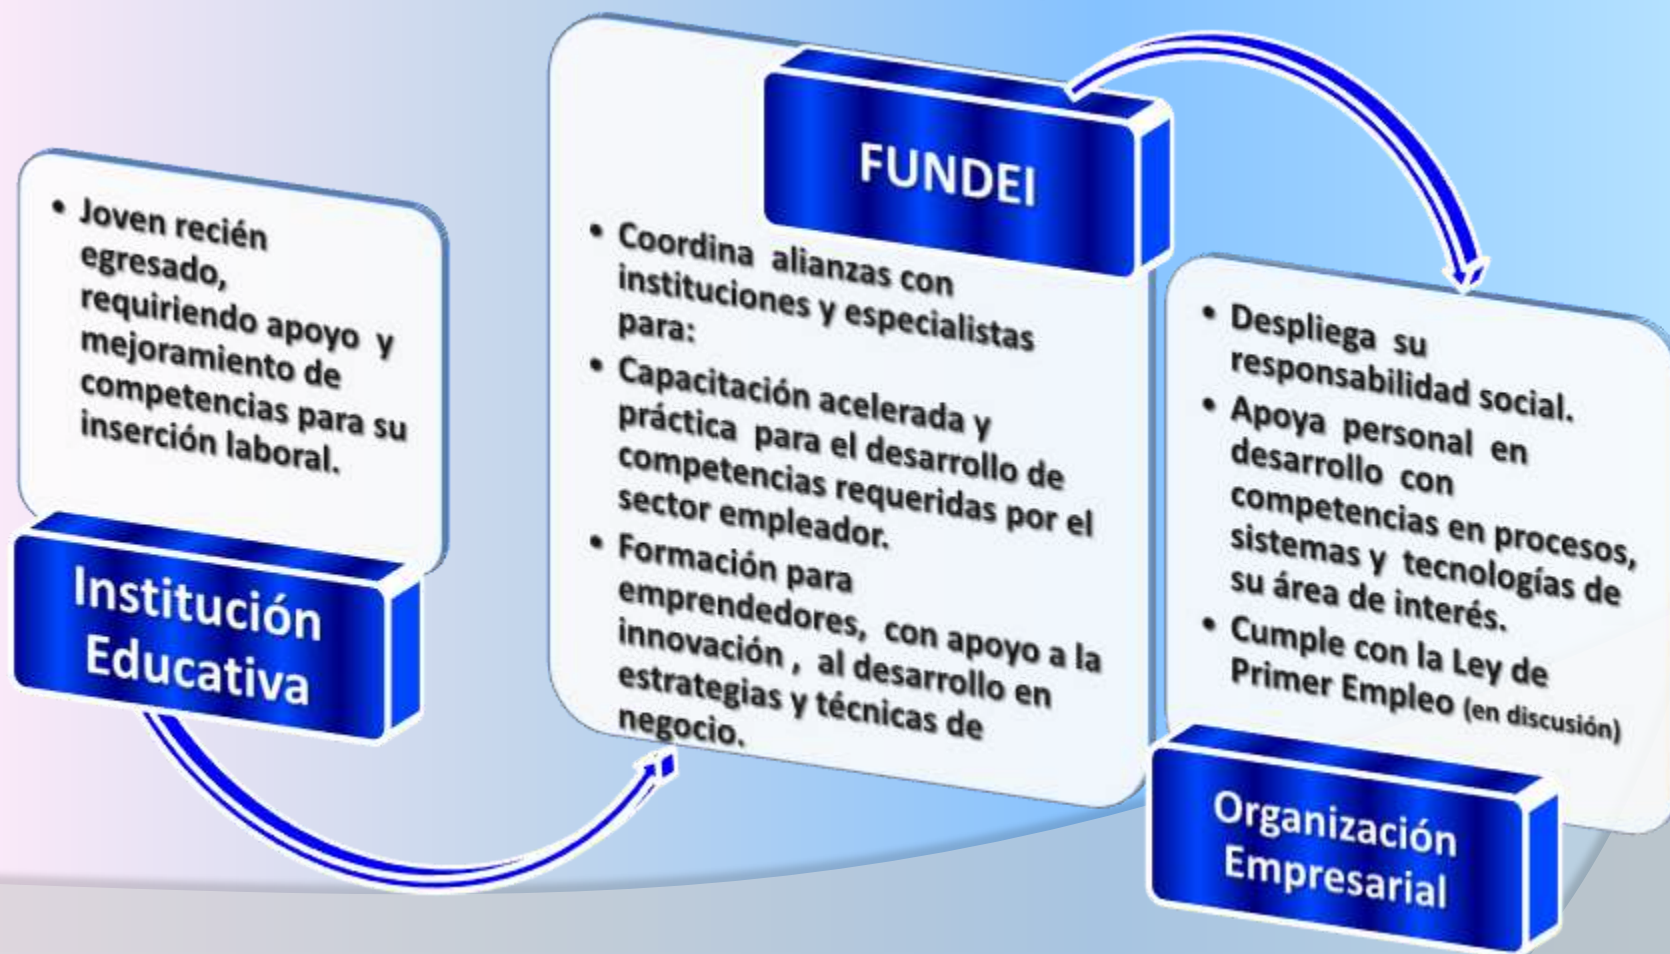 • Joven recién
egresado,
requiriendo apoyo y
mejoramiento de
competencias para su
inserción laboral.
Institución
Educativa
FUNDEI
• Coordina alianzas con
instituciones y especialistas
para:
• Capacitación acelerada y
práctica para el desarrollo de
competencias requeridas por el
sector empleador.
• Formación para
emprendedores, con apoyo a la
innovación , al desarrollo en
estrategias y técnicas de
negocio.
• Despliega su
responsabilidad social.
• Apoya personal en
desarrollo con
competencias en procesos,
sistemas y tecnologías de
su área de interés.
• Cumple con la Ley de
Primer Empleo (en discusión)
Organización
Empresarial